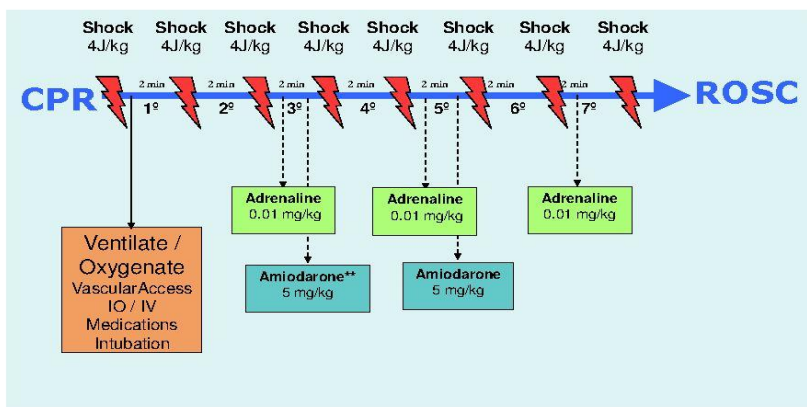 Shock Shock Shock Shock Shock Shock Shock Shock
4J/kg 4J/kg 4J/kg 4J/kg 4J/kg 4J/kg 4J/kg 4J/kg
2 min 2 min 2 min 2 min 2 min 2 min 2 min
CPR ROSC
1º 2º 3º 4º 5º 6º 7º
Adrenaline Adrenaline Adrenaline
0.01 mg/kg 0.01 mg/kg 0.01 mg/kg
Ventilate /
Oxygenate
VascularAccess
IO / IV
Medications
Intubation
Amiodarone** Amiodarone
5 mg/kg 5 mg/kg